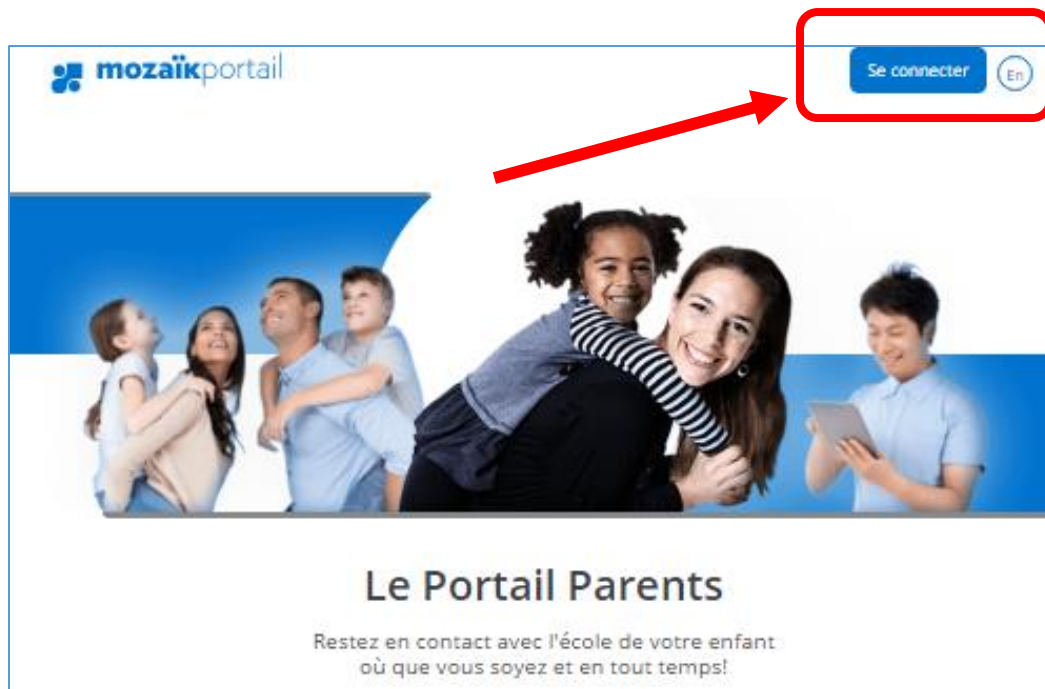 mozaïkportail
Se connecter
En
Le Portail Parents
Restez en contact avec l'école de votre enfant
où que vous soyez et en tout temps!